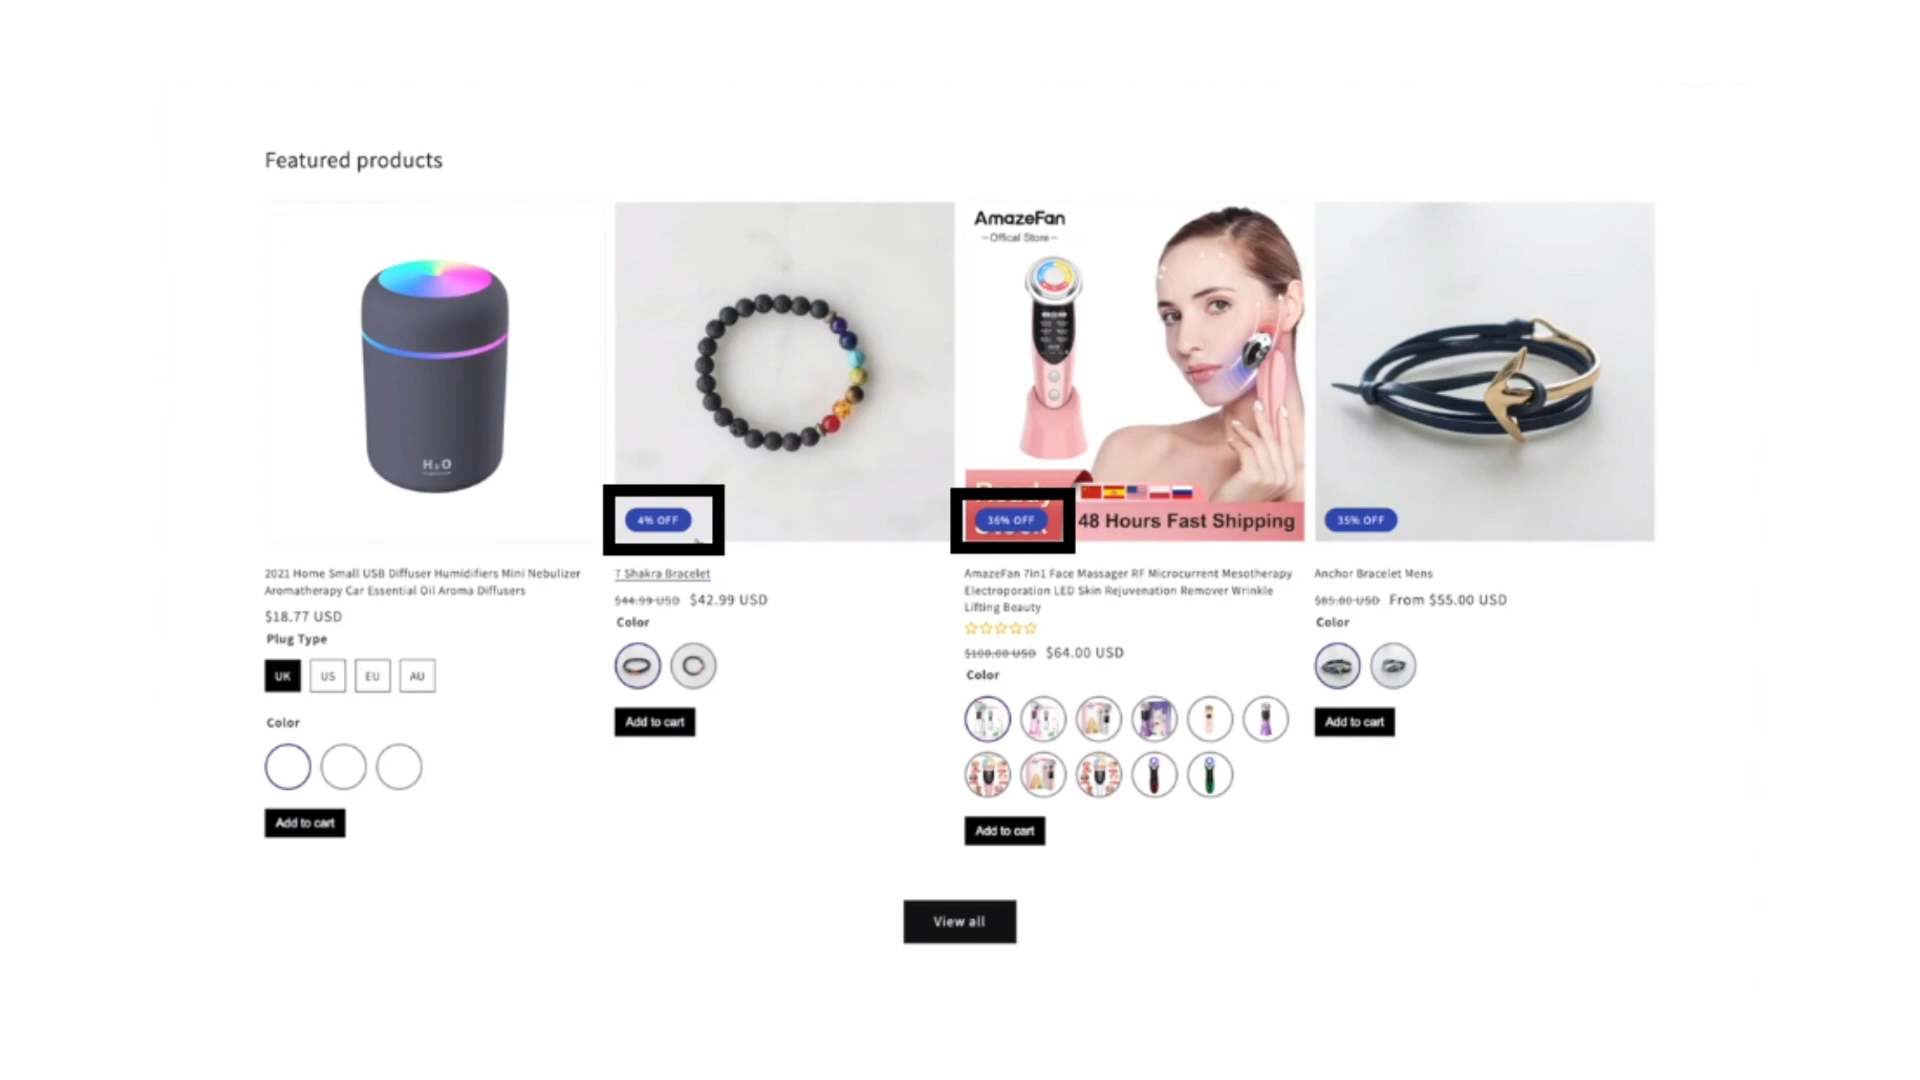 Featured products
H₂O
AmazeFan
–Offical Store–
4% OFF
36% OFF
48 Hours Fast Shipping
35% OFF
2021 Home Small USB Diffuser Humidifiers Mini Nebulizer
Aromatherapy Car Essential Oil Aroma Diffusers
$18.77 USD
Plug Type
UK US EU AU
Color
Add to cart
7 Shakra Bracelet
$44.99 USD $42.99 USD
Color
Add to cart
AmazeFan 7in1 Face Massager RF Microcurrent Mesotherapy
Electroporation LED Skin Rejuvenation Remover Wrinkle
Lifting Beauty
$100.00 USD $64.00 USD
Color
Add to cart
Anchor Bracelet Mens
$85.00 USD From $55.00 USD
Color
Add to cart
View all